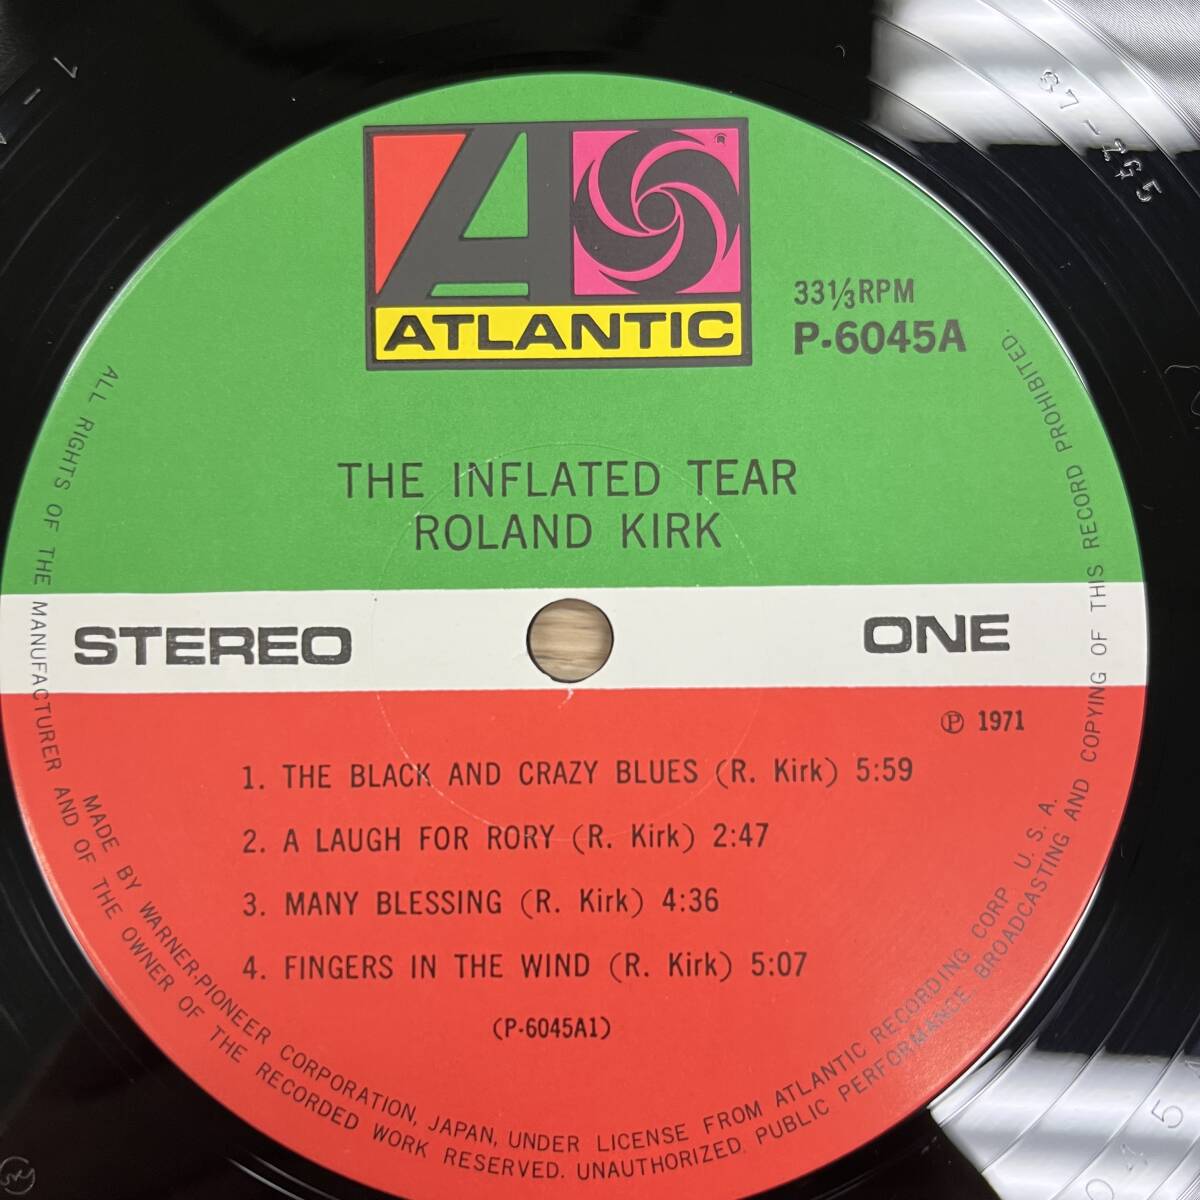 ATLANTIC
®
33⅓RPM
P-6045A
THE INFLATED TEAR
ROLAND KIRK
STEREO
ONE
℗ 1971
1. THE BLACK AND CRAZY BLUES (R. Kirk) 5:59
2. A LAUGH FOR RORY (R. Kirk) 2:47
3. MANY BLESSING (R. Kirk) 4:36
4. FINGERS IN THE WIND (R. Kirk) 5:07
(P-6045A1)
MADE BY WARNER-PIONEER CORPORATION, JAPAN, UNDER LICENSE FROM ATLANTIC RECORDING CORP. U. S. A.
ALL RIGHTS OF THE MANUFACTURER AND OF THE OWNER OF THE RECORDED WORK RESERVED. UNAUTHORIZED PUBLIC PERFORMANCE, BROADCASTING AND COPYING OF THIS RECORD PROHIBITED.